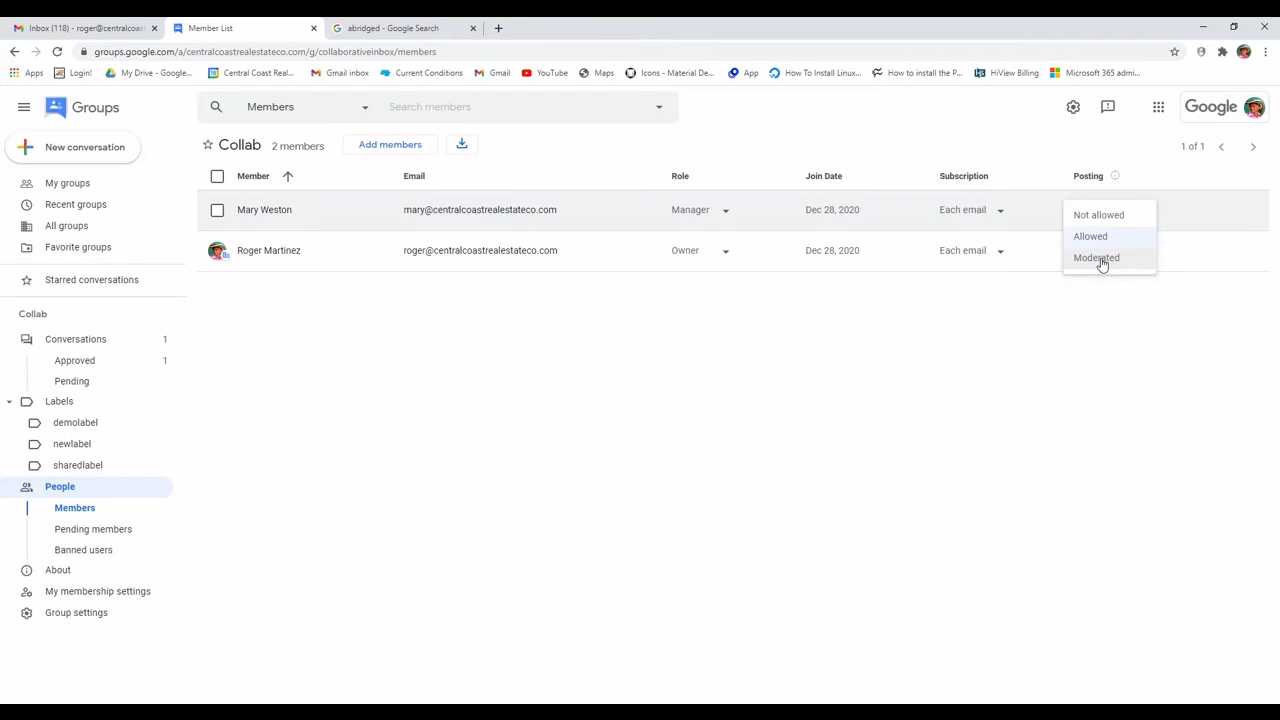 Inbox (118) - roger@centralcoast
Member List
abridged - Google Search
groups.google.com/a/centralcoastrealestateco.com/g/collaborativeinbox/members
Apps
Login!
My Drive - Google...
Central Coast Real...
Gmail inbox
Current Conditions
Gmail
YouTube
Maps
Icons - Material De...
App
How To Install Linux...
How to install the P...
HiView Billing
Microsoft 365 admi...
Groups
Members
Search members
Google
New conversation
Collab 2 members
Add members
1 of 1
Member
Email
Role
Join Date
Subscription
Posting
My groups
Recent groups
All groups
Favorite groups
Starred conversations
Mary Weston
mary@centralcoastrealestateco.com
Manager
Dec 28, 2020
Each email
Not allowed
Allowed
Moderated
Roger Martinez
roger@centralcoastrealestateco.com
Owner
Dec 28, 2020
Each email
Collab
Conversations 1
Approved 1
Pending
Labels
demolabel
newlabel
sharedlabel
People
Members
Pending members
Banned users
About
My membership settings
Group settings